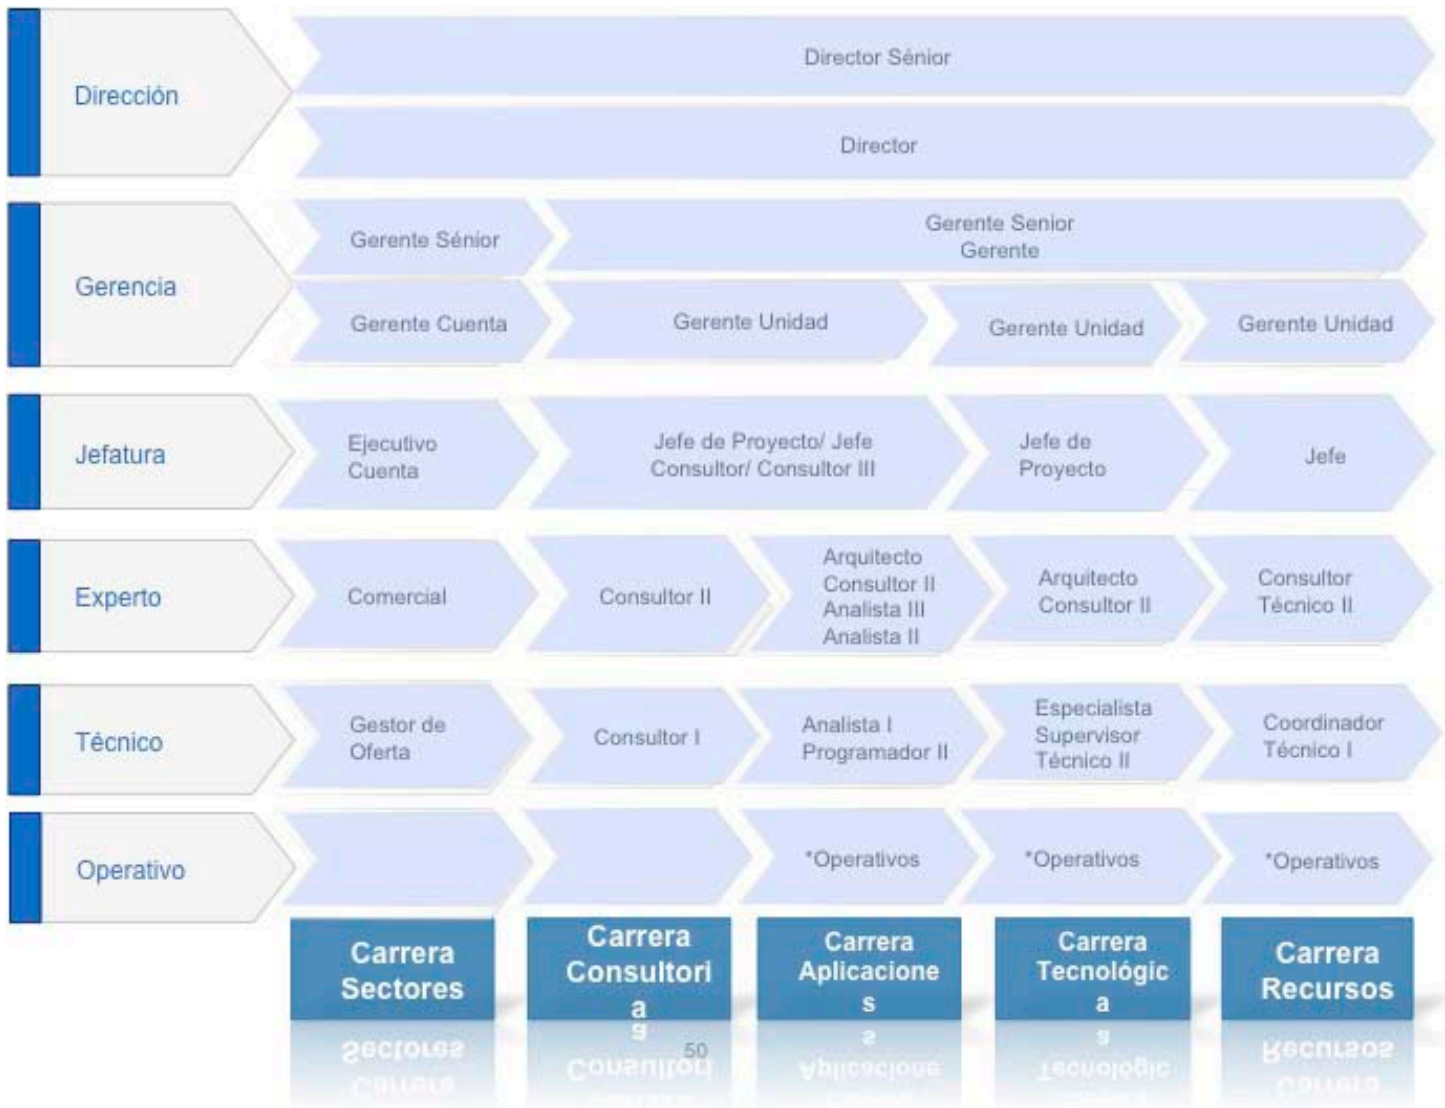 Dirección
Director Sénior
Director
Gerencia
Gerente Sénior
Gerente Senior
Gerente
Gerente Cuenta
Gerente Unidad
Gerente Unidad
Gerente Unidad
Jefatura
Ejecutivo
Cuenta
Jefe de Proyecto/ Jefe
Consultor/ Consultor III
Jefe de
Proyecto
Jefe
Experto
Comercial
Consultor II
Arquitecto
Consultor II
Analista III
Analista II
Arquitecto
Consultor II
Consultor
Técnico II
Técnico
Gestor de
Oferta
Consultor I
Analista I
Programador II
Especialista
Supervisor
Técnico II
Coordinador
Técnico I
Operativo
*Operativos
*Operativos
*Operativos
Carrera
Sectores
Carrera
Consultori
a
Carrera
Aplicacione
s
Carrera
Tecnológic
a
Carrera
Recursos
50